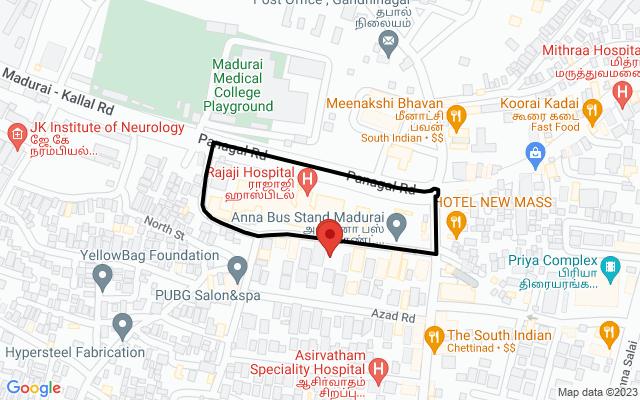 Post Office , Gandhinagar
தபால்
நிலையம்
Mithraa Hospital
மருத்துவமனை
Madurai
Medical
College
Playground
Madurai - Kallal Rd
Meenakshi Bhavan
மீனாட்சி
பவன்
South Indian • $$
Koorai Kadai
கூரை கடை
Fast Food
JK Institute of Neurology
ஜே கே
நரம்பியல்...
Panagal Rd
Rajaji Hospital
ராஜாஜி
ஹாஸ்பிடல்
Panagal Rd
HOTEL NEW MASS
Anna Bus Stand Madurai
North St
YellowBag Foundation
PUBG Salon&spa
Priya Complex
பிரியா
திரையரங்க...
Azad Rd
The South Indian
Chettinad • $$
Hypersteel Fabrication
Asirvatham
Speciality Hospital
ஆசிர்வாதம்
சிறப்பு...
nna Salai
Google
Map data ©2023